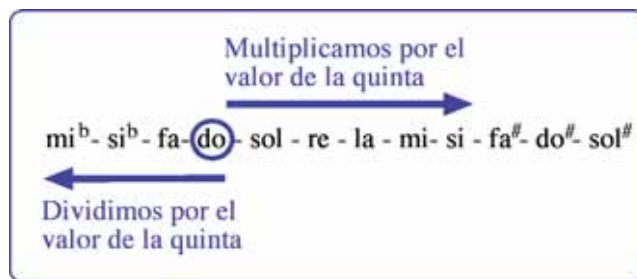 Multiplicamos por el
valor de la quinta
mi♭- si♭- fa- do - sol - re - la - mi- si - fa♯- do♯- sol♯
Dividimos por el
valor de la quinta